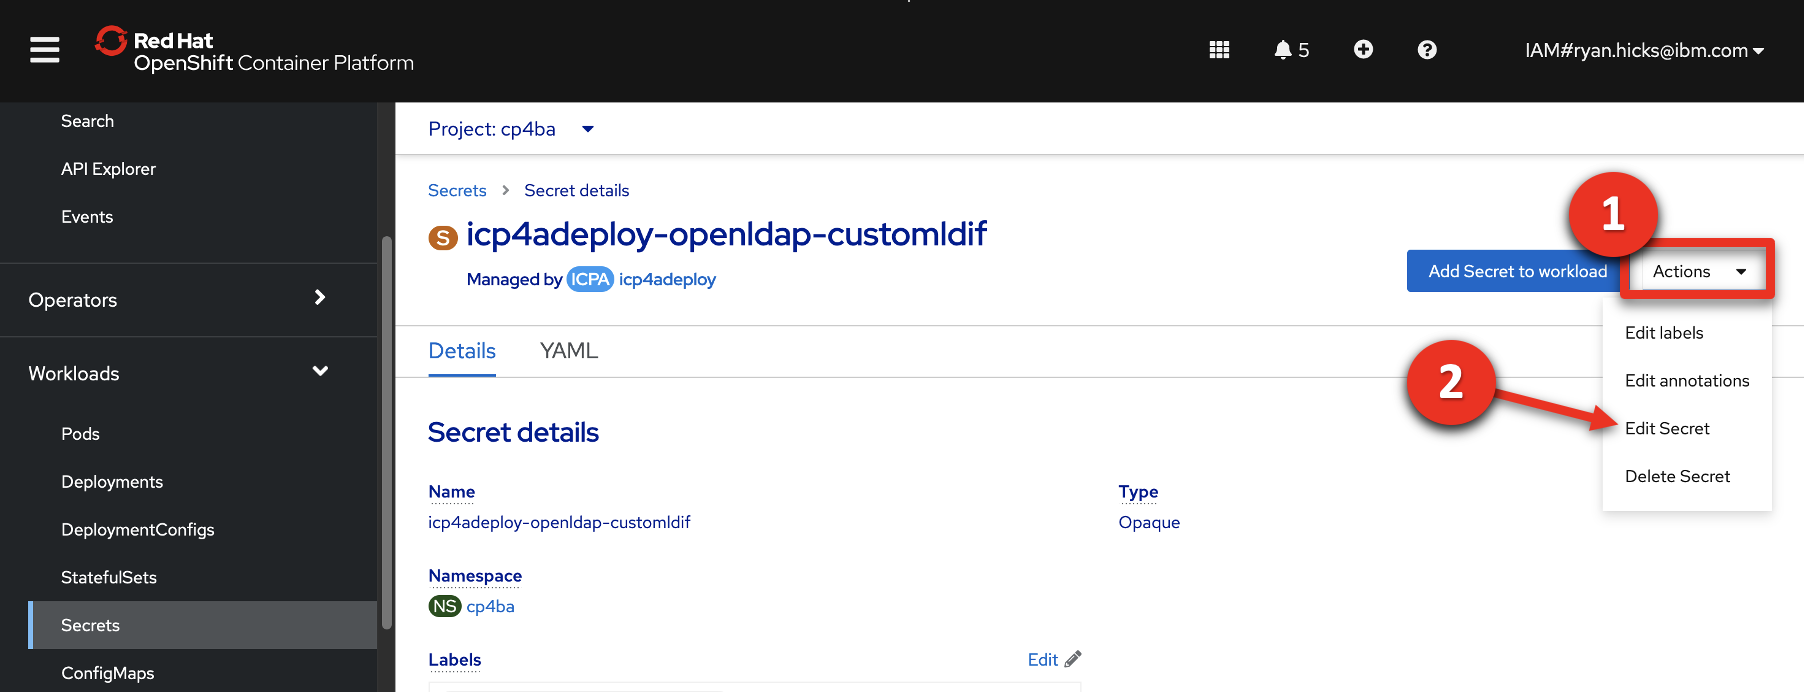 Red Hat
OpenShift Container Platform
5
IAM#ryan.hicks@ibm.com
Search
API Explorer
Events
Operators
Workloads
Pods
Deployments
DeploymentConfigs
StatefulSets
Secrets
ConfigMaps
Project: cp4ba
Secrets > Secret details
S icp4adeploy-openldap-customldif
Managed by ICPA icp4adeploy
Add Secret to workload
Actions
1
Edit labels
Edit annotations
Edit Secret
Delete Secret
2
Details YAML
Secret details
Name
icp4adeploy-openldap-customldif
Type
Opaque
Namespace
NS cp4ba
Labels
Edit